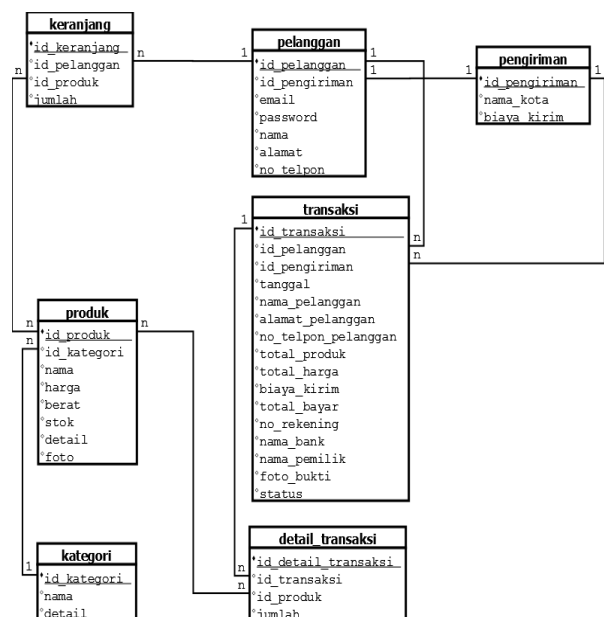 keranjang
id_keranjang
id_pelanggan
id_produk
jumlah
n
n
1
pelanggan
id_pelanggan
id_pengiriman
email
password
nama
alamat
no_telpon
1
1
1
pengiriman
id_pengiriman
nama_kota
biaya_kirim
1
transaksi
id_transaksi
id_pelanggan
id_pengiriman
tanggal
nama_pelanggan
alamat_pelanggan
no_telpon_pelanggan
total_produk
total_harga
biaya_kirim
total_bayar
no_rekening
nama_bank
nama_pemilik
foto_bukti
status
1
n
n
produk
id_produk
id_kategori
nama
harga
berat
stok
detail
foto
n
n
n
kategori
id_kategori
nama
detail
1
detail_transaksi
id_detail_transaksi
id_transaksi
id_produk
jumlah
n
n